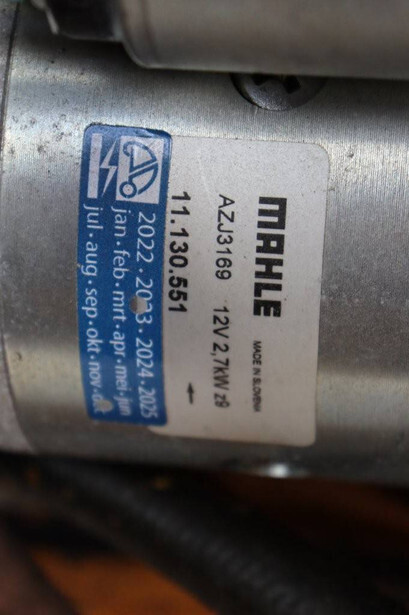 MAHLE
MADE IN SLOVENIA
AZJ3169 12V 2,7kW z9
11.130.551
2022·2023·2024·2025
jan·feb·mrt·apr·mei·jun
jul·aug·sep·okt·nov·dec